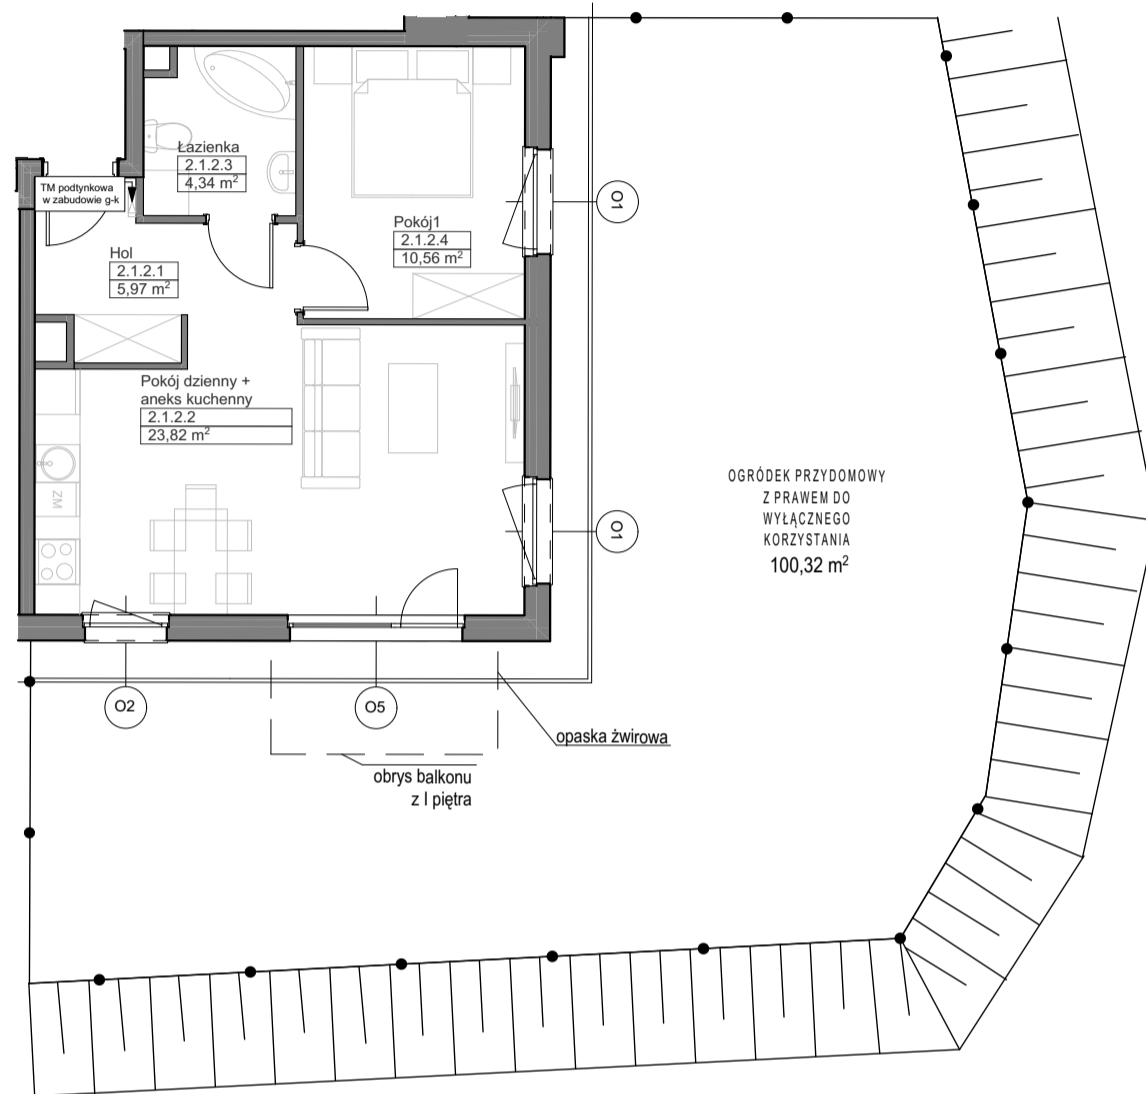 Łazienka
2.1.2.3
4,34 m²
TM podtynkowa
w zabudowie g-k
Hol
2.1.2.1
5,97 m²
Pokój1
2.1.2.4
10,56 m²
O1
Pokój dzienny +
aneks kuchenny
2.1.2.2
23,82 m²
ZM
O1
OGRÓDEK PRZYDOMOWY
Z PRAWEM DO
WYŁĄCZNEGO
KORZYSTANIA
100,32 m²
O2
O5
opaska żwirowa
obrys balkonu
z I piętra